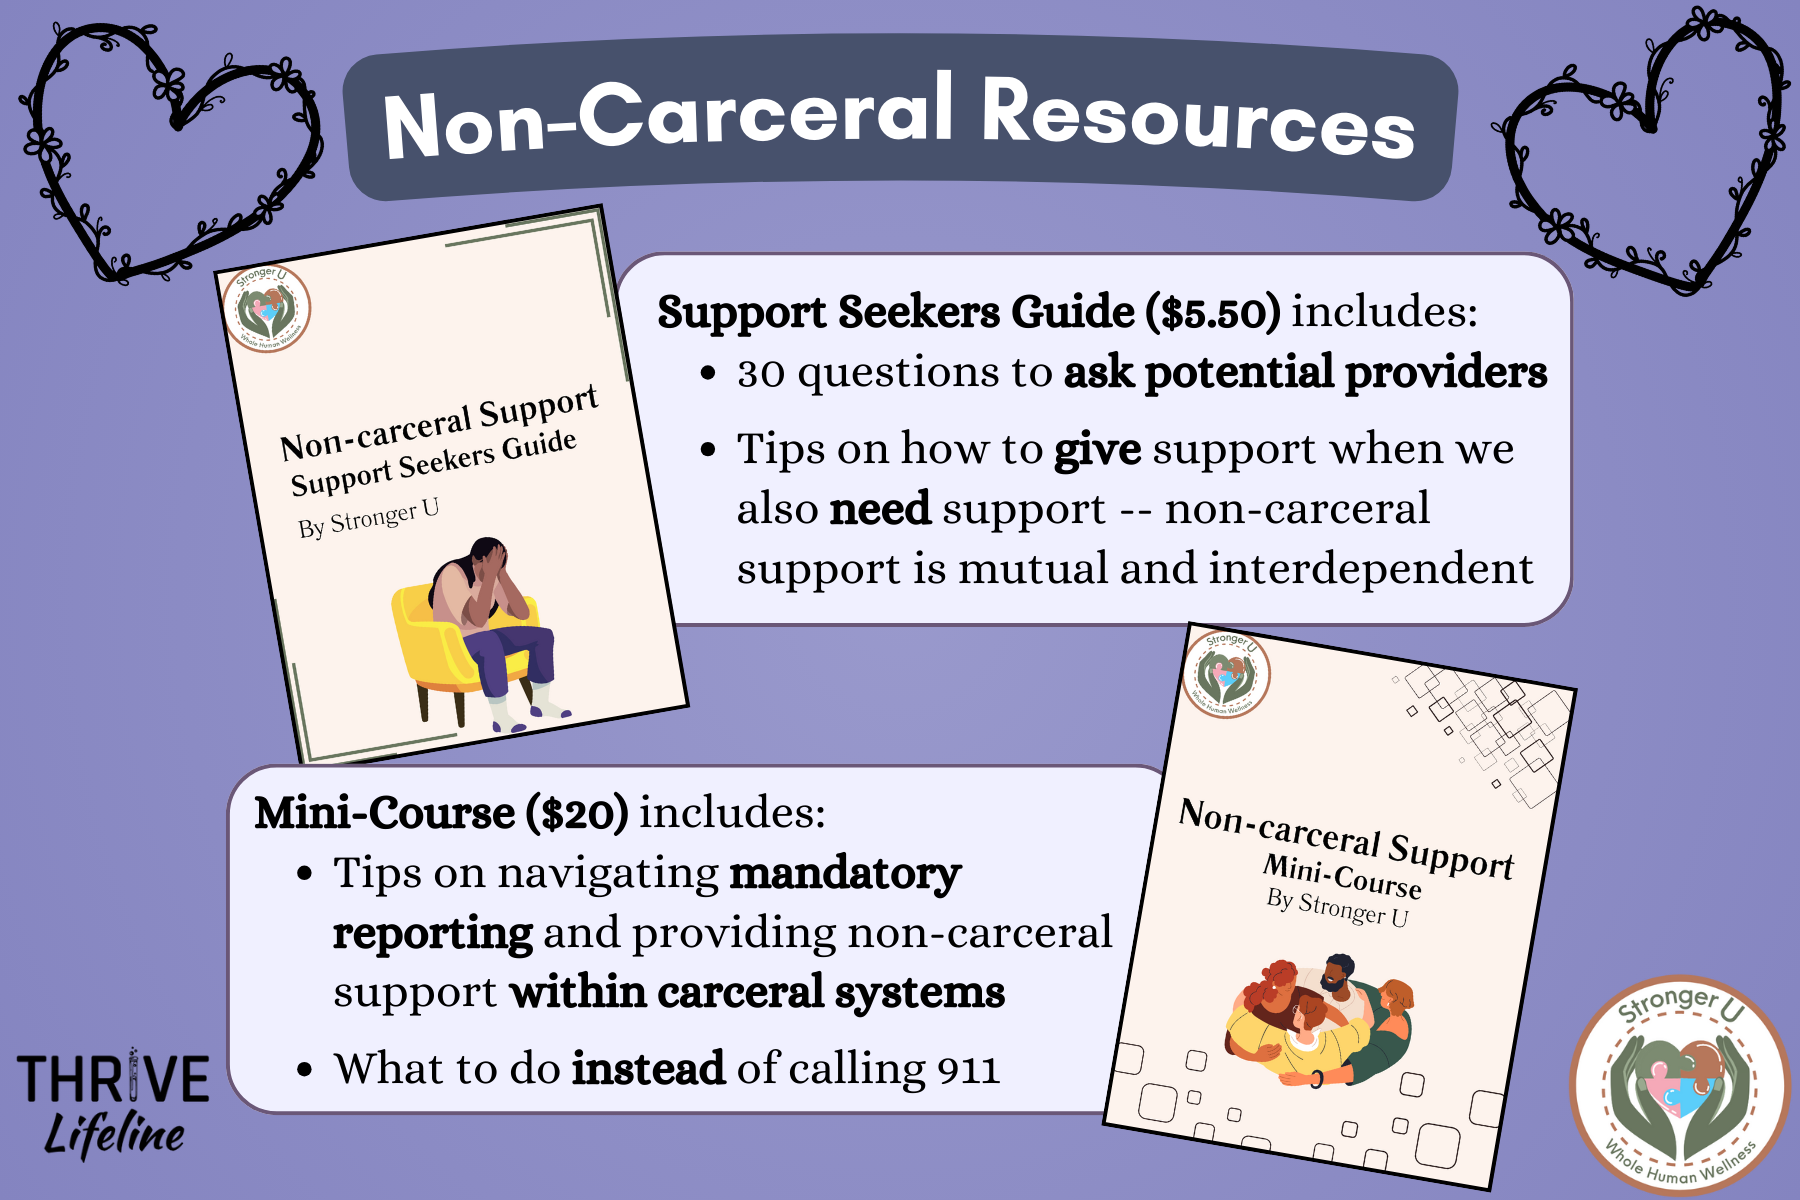 Non-Carceral Resources
Stronger U
Whole Human Wellness
Non-carceral Support
Support Seekers Guide
By Stronger U
Support Seekers Guide ($5.50) includes:
• 30 questions to ask potential providers
• Tips on how to give support when we
also need support -- non-carceral
support is mutual and interdependent
Stronger U
Whole Human Wellness
Non-carceral Support
Mini-Course
By Stronger U
Mini-Course ($20) includes:
• Tips on navigating mandatory
reporting and providing non-carceral
support within carceral systems
• What to do instead of calling 911
THRIVE
Lifeline
Stronger U
Whole Human Wellness